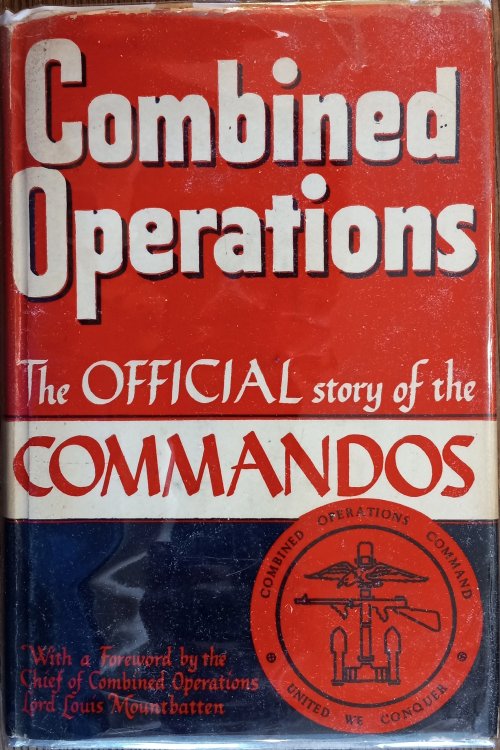 Combined
Operations
The OFFICIAL story of the
COMMANDOS
COMBINED OPERATIONS COMMAND
UNITED WE CONQUER
With a Foreword by the
Chief of Combined Operations
Lord Louis Mountbatten